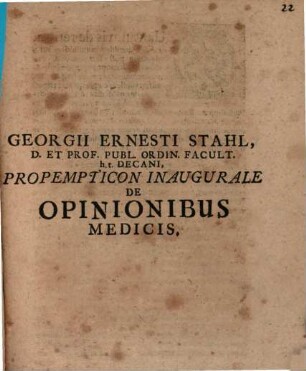 22
GEORGII ERNESTI STAHL,
D. ET PROF. PUBL. ORDIN. FACULT.
h.t. DECANI,
PROPEMPTICON INAUGURALE
DE
OPINIONIBUS
MEDICIS,